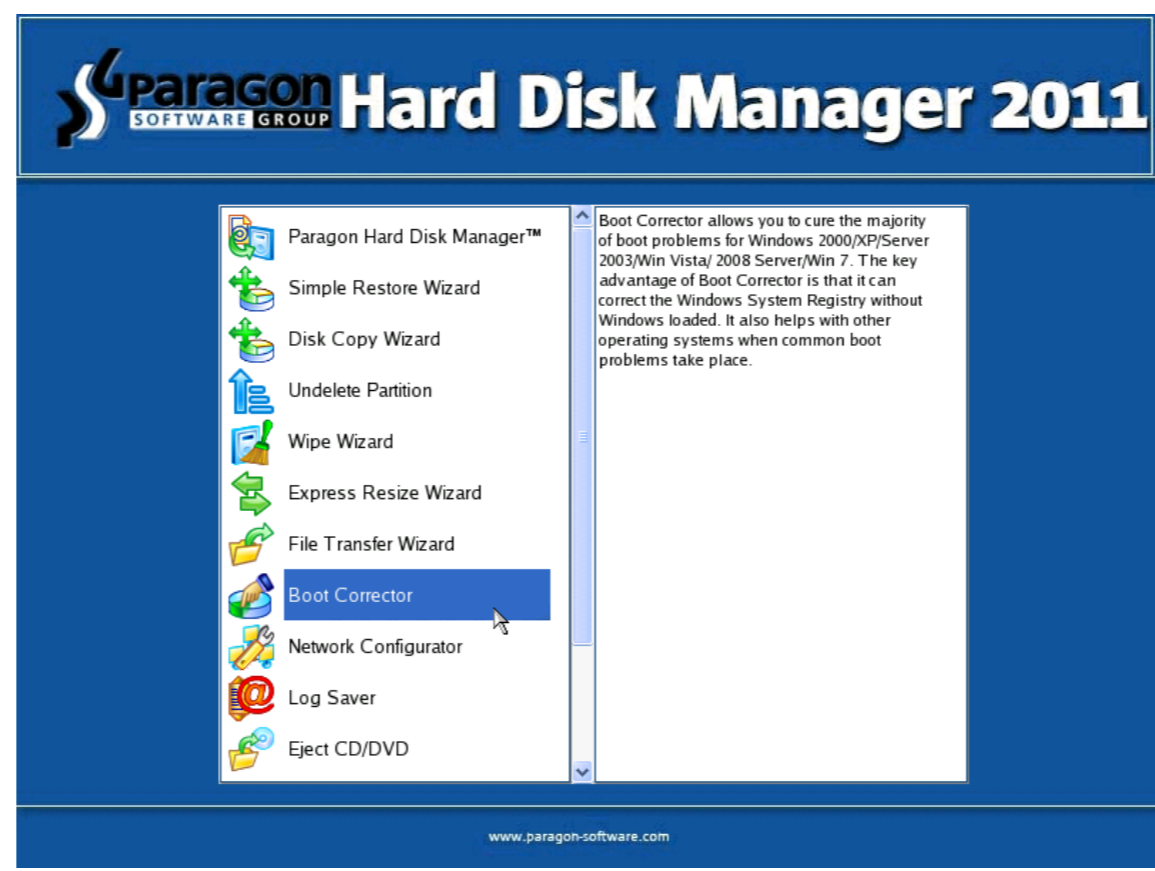 Paragon
SOFTWARE GROUP
Hard Disk Manager 2011
Paragon Hard Disk Manager™
Simple Restore Wizard
Disk Copy Wizard
Undelete Partition
Wipe Wizard
Express Resize Wizard
File Transfer Wizard
Boot Corrector
Network Configurator
Log Saver
Eject CD/DVD
Boot Corrector allows you to cure the majority
of boot problems for Windows 2000/XP/Server
2003/Win Vista/ 2008 Server/Win 7. The key
advantage of Boot Corrector is that it can
correct the Windows System Registry without
Windows loaded. It also helps with other
operating systems when common boot
problems take place.
www.paragon-software.com